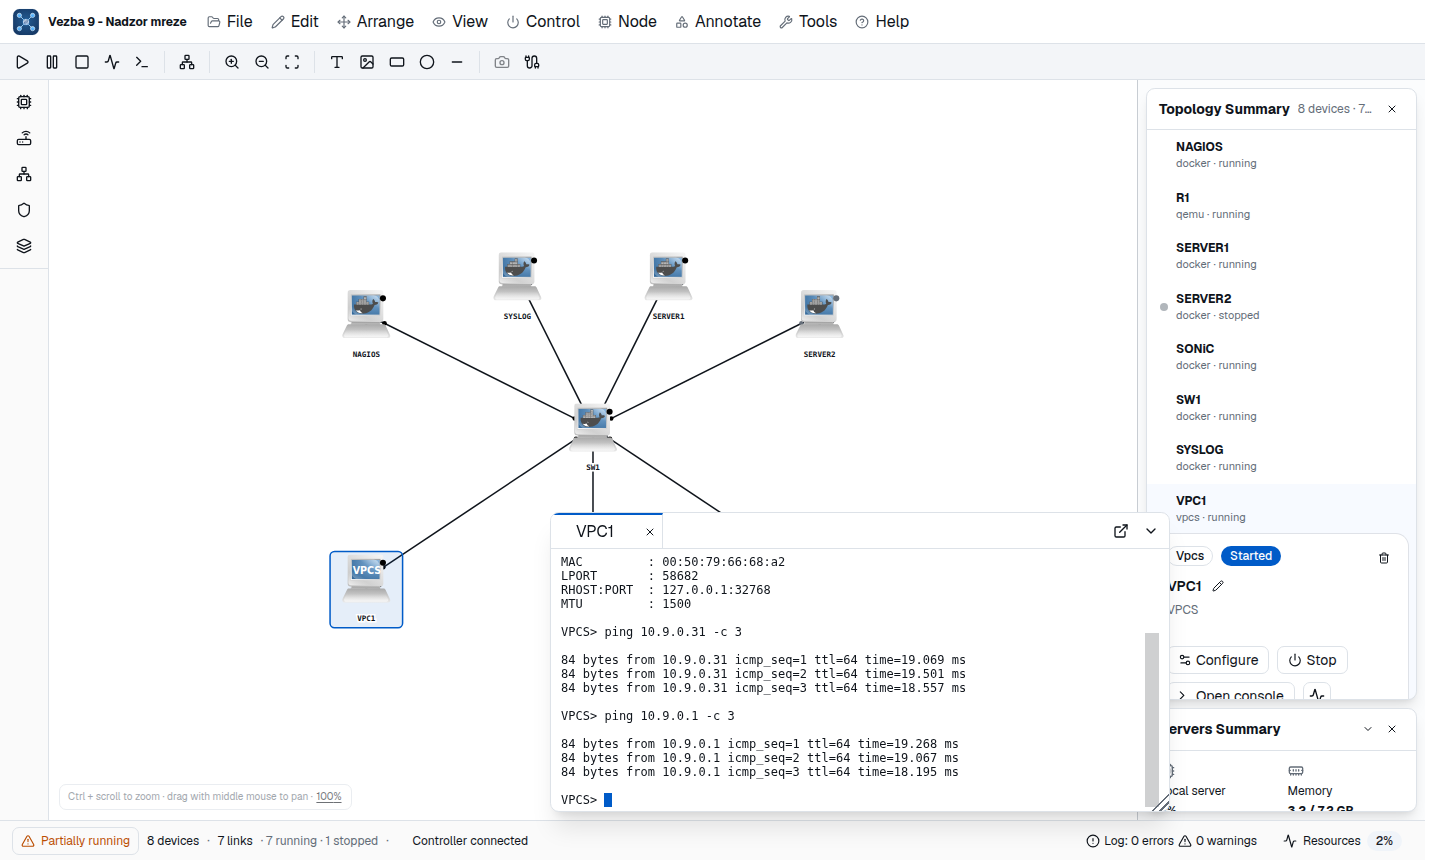 Vezba 9 - Nadzor mreze File Edit Arrange View Control Node Annotate Tools Help
Topology Summary 8 devices · 7…
NAGIOS
docker · running
R1
qemu · running
SERVER1
docker · running
SERVER2
docker · stopped
SONiC
docker · running
SW1
docker · running
SYSLOG
docker · running
VPC1
vpcs · running
Vpcs Started
VPC1
VPCS
Configure Stop
Open console
SYSLOG
SERVER1
NAGIOS
SERVER2
SW1
VPCS
VPC1
VPC1
MAC : 00:50:79:66:68:a2
LPORT : 58682
RHOST:PORT : 127.0.0.1:32768
MTU : 1500
VPCS> ping 10.9.0.31 -c 3
84 bytes from 10.9.0.31 icmp_seq=1 ttl=64 time=19.069 ms
84 bytes from 10.9.0.31 icmp_seq=2 ttl=64 time=19.501 ms
84 bytes from 10.9.0.31 icmp_seq=3 ttl=64 time=18.557 ms
VPCS> ping 10.9.0.1 -c 3
84 bytes from 10.9.0.1 icmp_seq=1 ttl=64 time=19.268 ms
84 bytes from 10.9.0.1 icmp_seq=2 ttl=64 time=19.067 ms
84 bytes from 10.9.0.1 icmp_seq=3 ttl=64 time=18.195 ms
VPCS>
ervers Summary
ocal server Memory
% 3.2 / 7.2 GB
Ctrl + scroll to zoom · drag with middle mouse to pan · 100%
Partially running 8 devices · 7 links · 7 running · 1 stopped · Controller connected Log: 0 errors 0 warnings Resources 2%